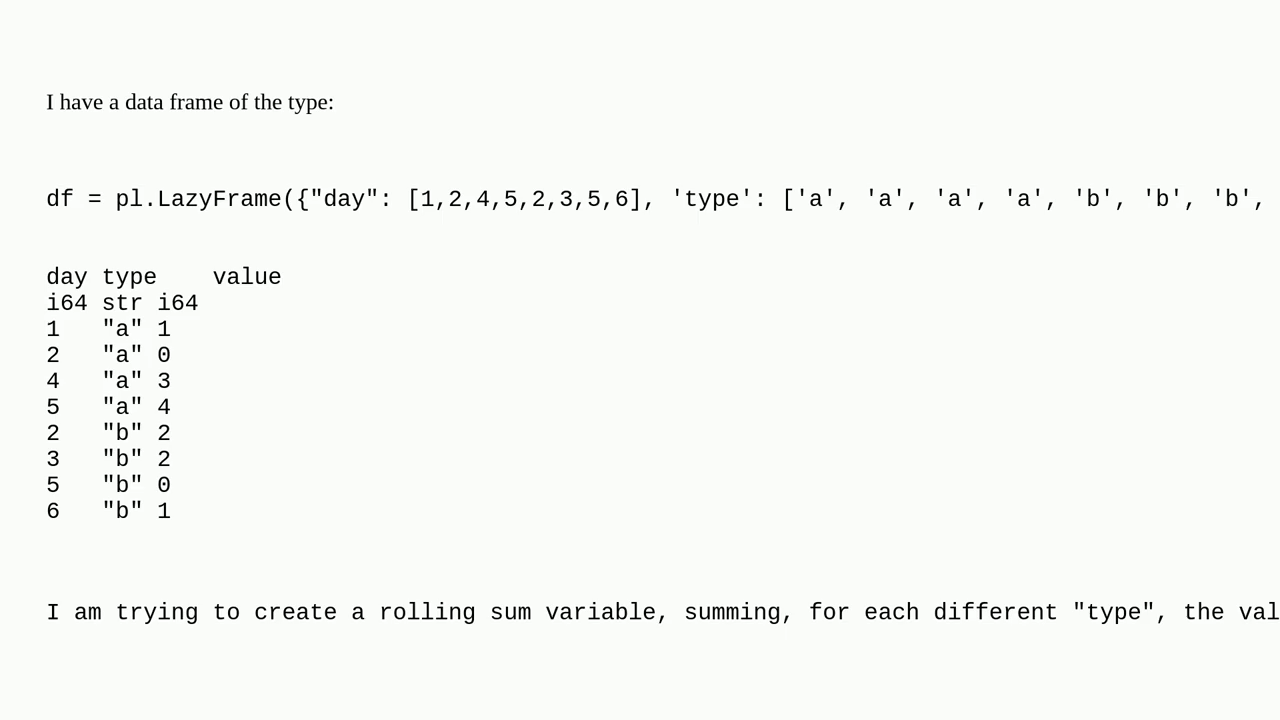 I have a data frame of the type:
df = pl.LazyFrame({"day": [1,2,4,5,2,3,5,6], 'type': ['a', 'a', 'a', 'a', 'b', 'b', 'b',
day type    value
i64 str i64
1   "a" 1
2   "a" 0
4   "a" 3
5   "a" 4
2   "b" 2
3   "b" 2
5   "b" 0
6   "b" 1
I am trying to create a rolling sum variable, summing, for each different "type", the val